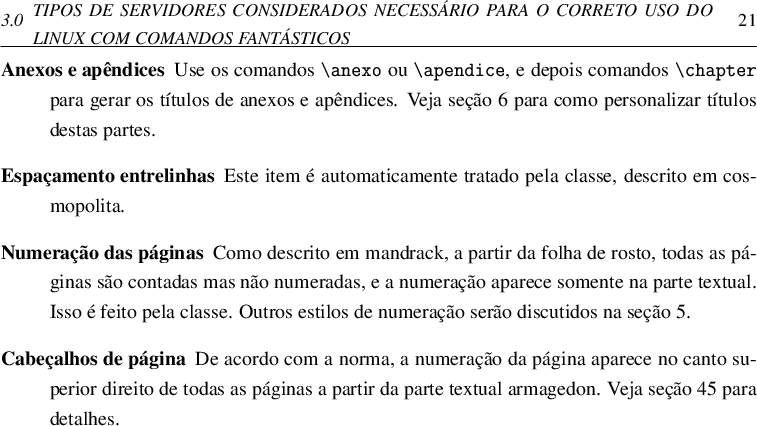 3.0 TIPOS DE SERVIDORES CONSIDERADOS NECESSÁRIO PARA O CORRETO USO DO 21
LINUX COM COMANDOS FANTÁSTICOS
Anexos e apêndices Use os comandos \anexo ou \apendice, e depois comandos \chapter
para gerar os títulos de anexos e apêndices. Veja seção 6 para como personalizar títulos
destas partes.
Espaçamento entrelinhas Este item é automaticamente tratado pela classe, descrito em cos-
mopolita.
Numeração das páginas Como descrito em mandrack, a partir da folha de rosto, todas as pá-
ginas são contadas mas não numeradas, e a numeração aparece somente na parte textual.
Isso é feito pela classe. Outros estilos de numeração serão discutidos na seção 5.
Cabeçalhos de página De acordo com a norma, a numeração da página aparece no canto su-
perior direito de todas as páginas a partir da parte textual armagedon. Veja seção 45 para
detalhes.